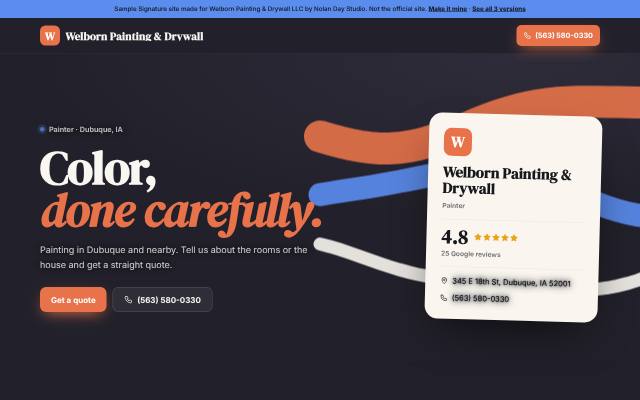 Sample Signature site made for Welborn Painting & Drywall LLC by Nolan Day Studio. Not the official site. Make it mine · See all 3 versions
W Welborn Painting & Drywall
(563) 580-0330
Painter · Dubuque, IA
Color,
done carefully.
Painting in Dubuque and nearby. Tell us about the rooms or the
house and get a straight quote.
Get a quote
(563) 580-0330
W
Welborn Painting &
Drywall
Painter
4.8
25 Google reviews
345 E 18th St, Dubuque, IA 52001
(563) 580-0330